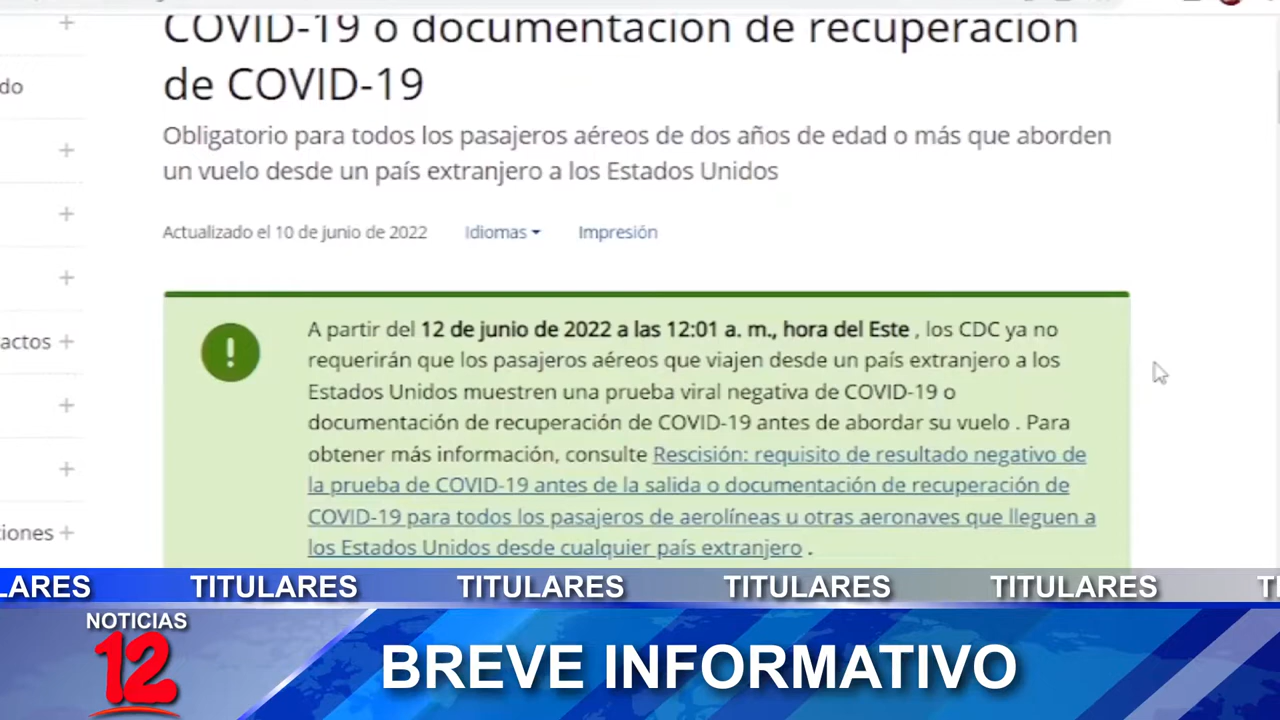 COVID-19 o documentación de recuperación
de COVID-19
Obligatorio para todos los pasajeros aéreos de dos años de edad o más que aborden
un vuelo desde un país extranjero a los Estados Unidos
do
Actualizado el 10 de junio de 2022 Idiomas Impresión
A partir del 12 de junio de 2022 a las 12:01 a. m., hora del Este , los CDC ya no
requerirán que los pasajeros aéreos que viajen desde un país extranjero a los
Estados Unidos muestren una prueba viral negativa de COVID-19 o
documentación de recuperación de COVID-19 antes de abordar su vuelo . Para
obtener más información, consulte Rescisión: requisito de resultado negativo de
la prueba de COVID-19 antes de la salida o documentación de recuperación de
COVID-19 para todos los pasajeros de aerolíneas u otras aeronaves que lleguen a
los Estados Unidos desde cualquier país extranjero .
actos
iones
LARES TITULARES TITULARES TITULARES TITULARES TI
NOTICIAS
12
BREVE INFORMATIVO